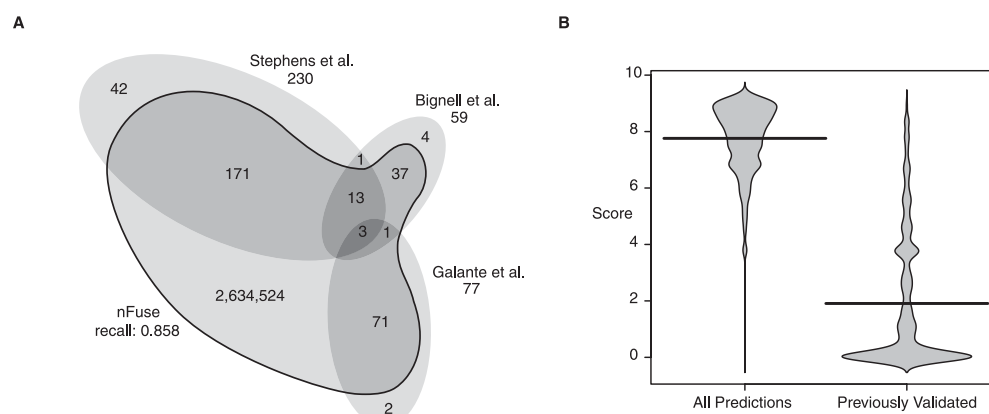 A
Stephens et al.
230
42
Bignell et al.
59
4
1
171
37
13
3
1
Galante et al.
77
2,634,524
nFuse
recall: 0.858
71
2
B
10
8
6
Score
4
2
0
All Predictions
Previously Validated